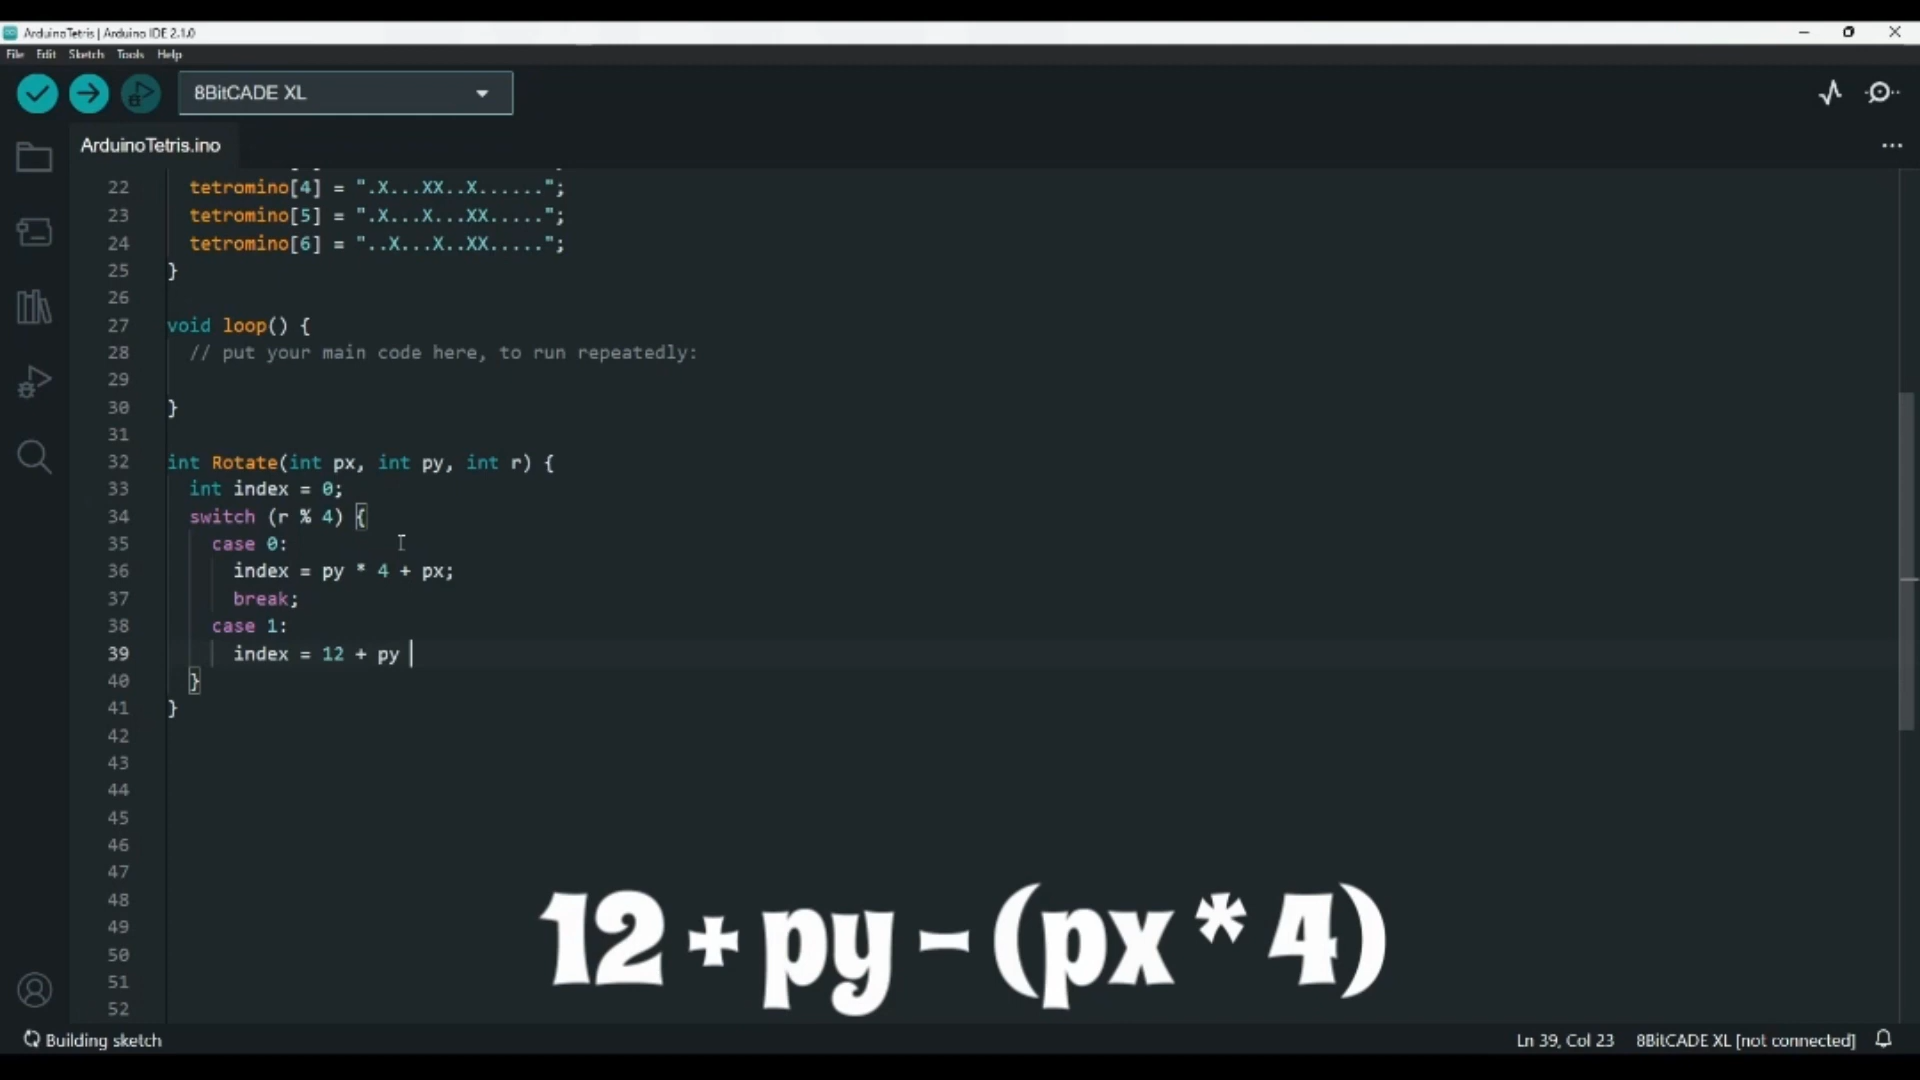 ArduinoTetris | Arduino IDE 2.1.0
File Edit Sketch Tools Help
8BitCADE XL
ArduinoTetris.ino
22 tetromino[4] = ".X...XX..X......";
23 tetromino[5] = ".X...X...XX.....";
24 tetromino[6] = "..X...X..XX.....";
25 }
26
27 void loop() {
28 // put your main code here, to run repeatedly:
29
30 }
31
32 int Rotate(int px, int py, int r) {
33 int index = 0;
34 switch (r % 4) {
35 case 0:
36 index = py * 4 + px;
37 break;
38 case 1:
39 index = 12 + py
40 }
41 }
42
43
44
45
46
47
48
49
50
51
52
12 + py - (px * 4)
Building sketch
Ln 39, Col 23 8BitCADE XL [not connected]